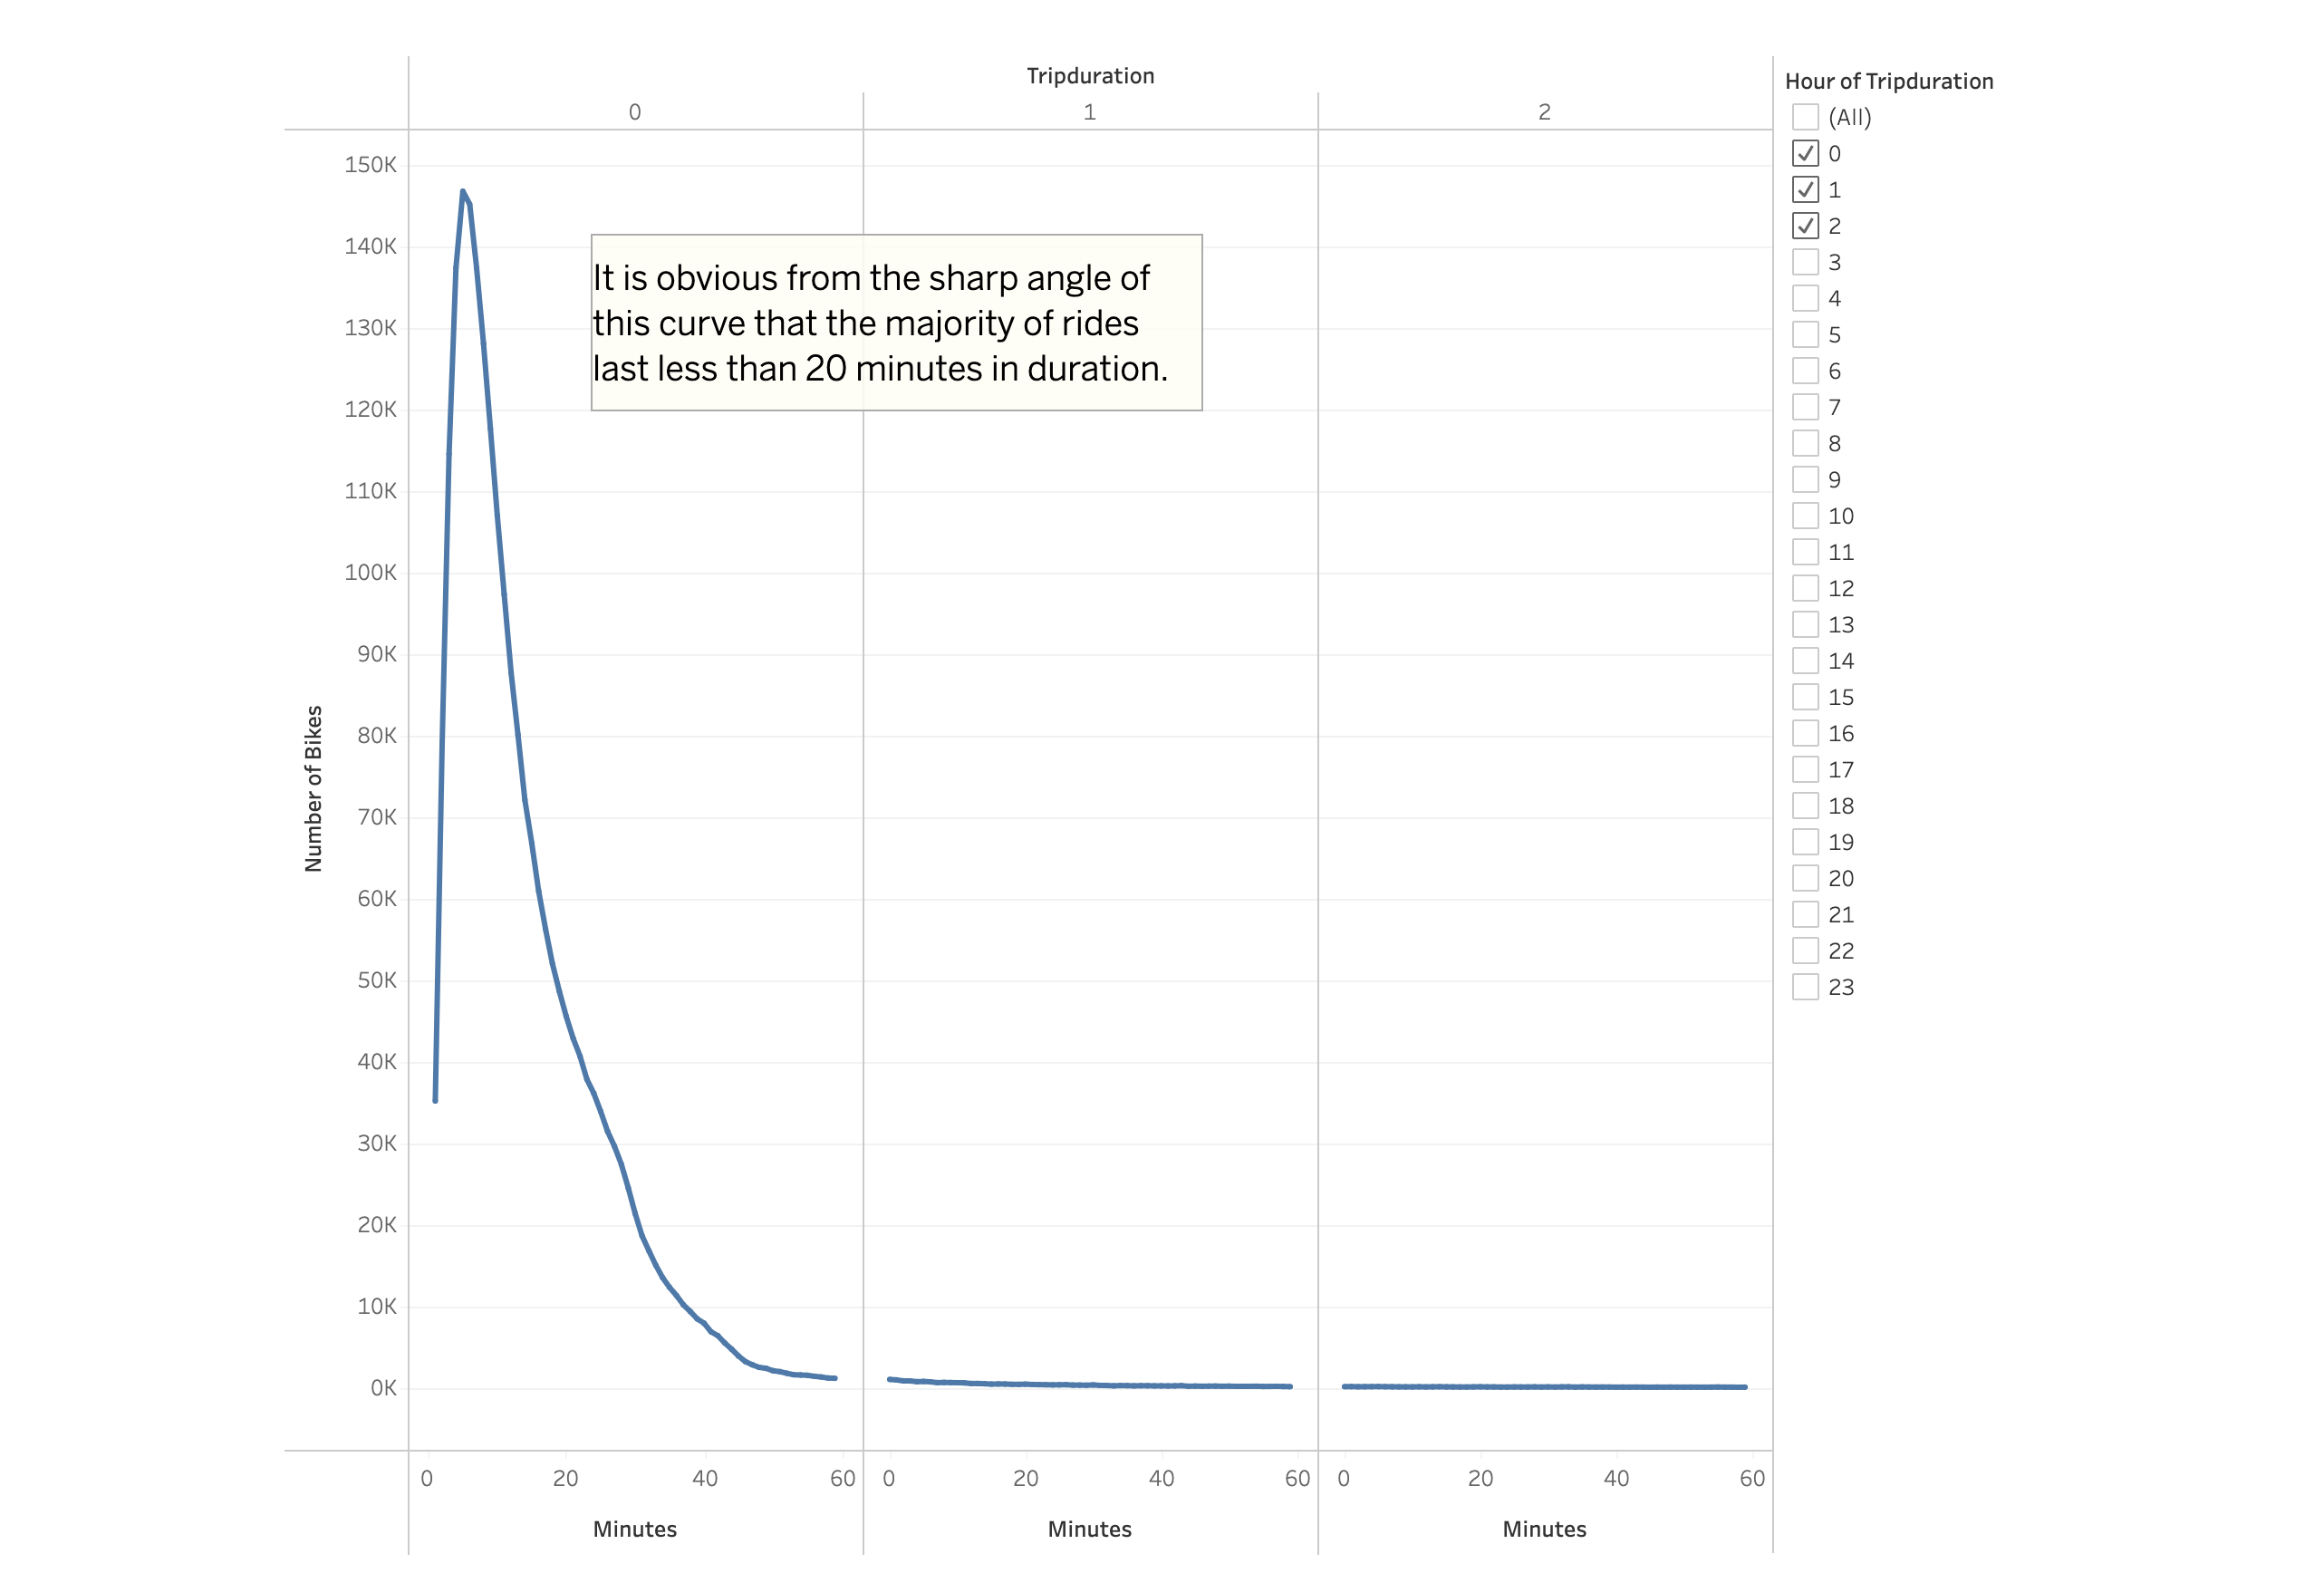 Tripduration
0 1 2
150K
140K
130K
120K
110K
100K
90K
80K
70K
60K
50K
40K
30K
20K
10K
0K
Number of Bikes
It is obvious from the sharp angle of
this curve that the majority of rides
last less than 20 minutes in duration.
0 20 40 60 0 20 40 60 0 20 40 60
Minutes Minutes Minutes
Hour of Tripduration
(All)
0
1
2
3
4
5
6
7
8
9
10
11
12
13
14
15
16
17
18
19
20
21
22
23